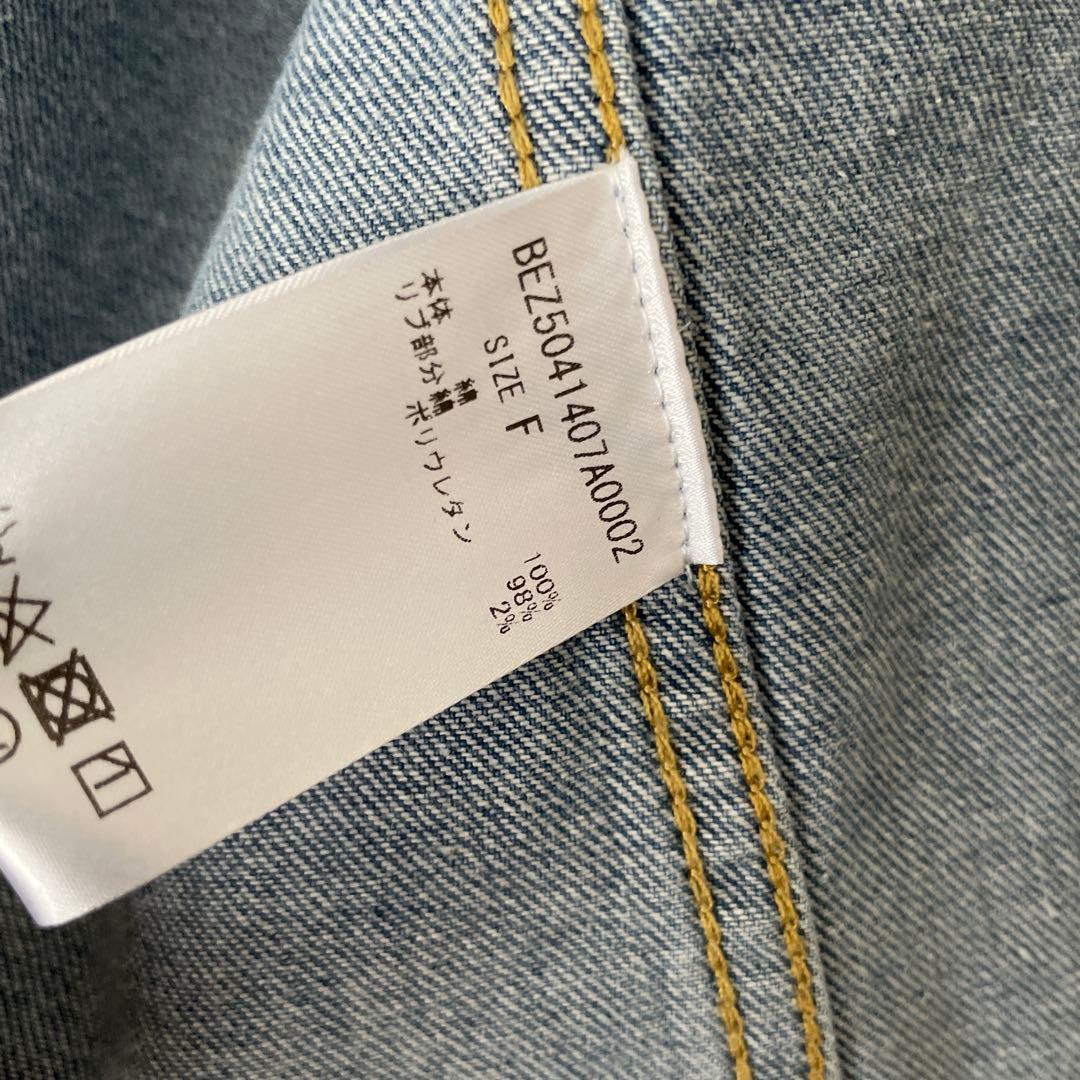 BEZ5041407A0002
SIZE F
本体 綿 100%
リブ部分 綿 98%
ポリウレタン 2%